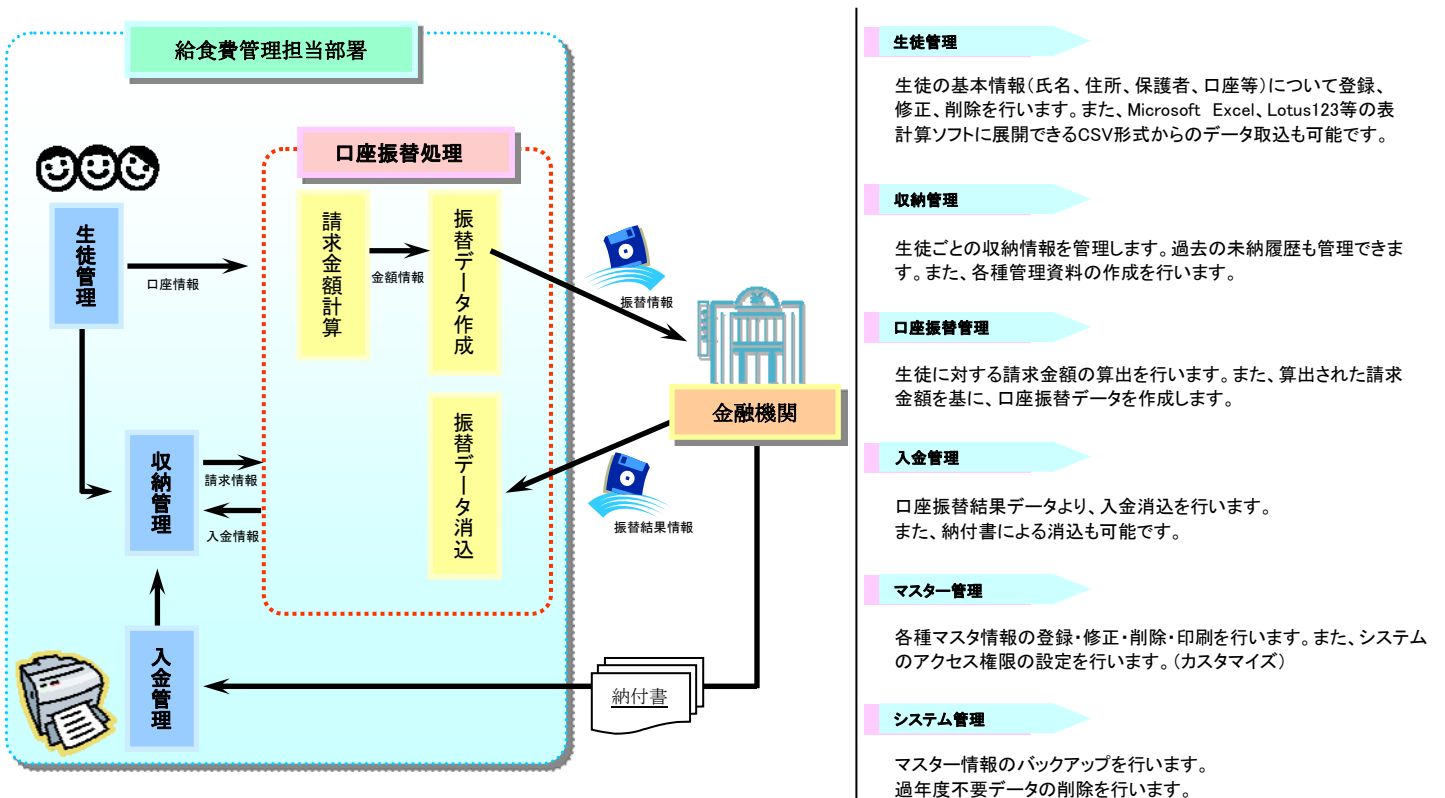 給食費管理担当部署
口座振替処理
生徒管理
口座情報
請求金額計算
金額情報
振替データ作成
振替情報
金融機関
収納管理
請求情報
入金情報
振替データ消込
振替結果情報
入金管理
納付書
生徒管理
生徒の基本情報(氏名、住所、保護者、口座等)について登録、
修正、削除を行います。また、Microsoft Excel、Lotus123等の表
計算ソフトに展開できるCSV形式からのデータ取込も可能です。
収納管理
生徒ごとの収納情報を管理します。過去の未納履歴も管理できま
す。また、各種管理資料の作成を行います。
口座振替管理
生徒に対する請求金額の算出を行います。また、算出された請求
金額を基に、口座振替データを作成します。
入金管理
口座振替結果データより、入金消込を行います。
また、納付書による消込も可能です。
マスター管理
各種マスタ情報の登録・修正・削除・印刷を行います。また、システム
のアクセス権限の設定を行います。(カスタマイズ)
システム管理
マスター情報のバックアップを行います。
過年度不要データの削除を行います。